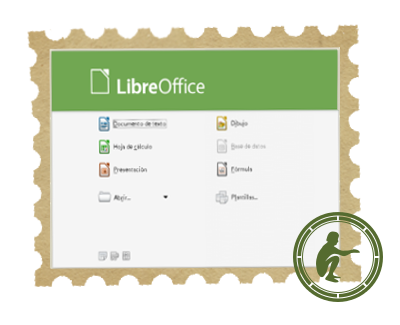 LibreOffice
Documento de texto
Dibujo
Hoja de cálculo
Base de datos
Presentación
Fórmula
Abrir...
Plantillas...